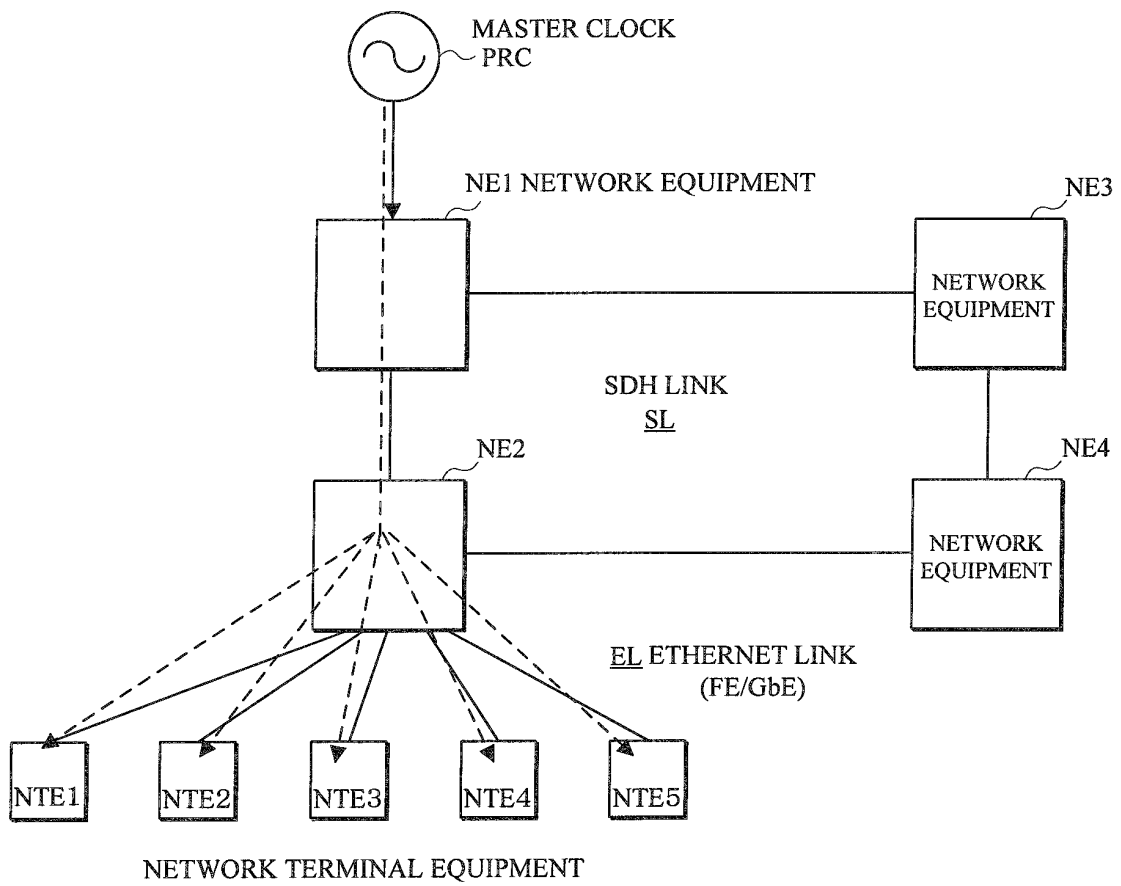 MASTER CLOCK
PRC
NE1 NETWORK EQUIPMENT
NE3
NETWORK
EQUIPMENT
SDH LINK
SL
NE2
NE4
NETWORK
EQUIPMENT
EL ETHERNET LINK
(FE/GbE)
NTE1
NTE2
NTE3
NTE4
NTE5
NETWORK TERMINAL EQUIPMENT